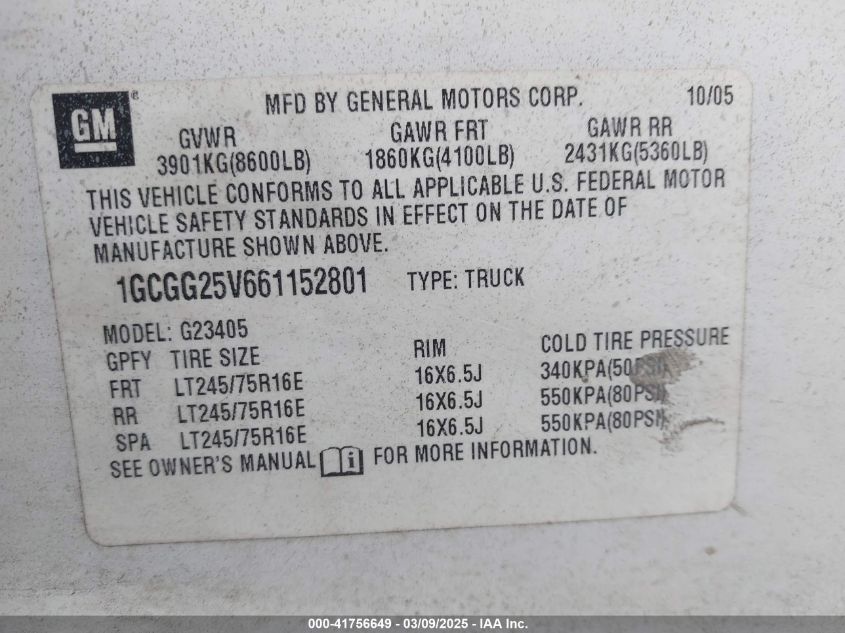 GM ® MFD BY GENERAL MOTORS CORP. 10/05
GVWR GAWR FRT GAWR RR
3901KG(8600LB) 1860KG(4100LB) 2431KG(5360LB)
THIS VEHICLE CONFORMS TO ALL APPLICABLE U.S. FEDERAL MOTOR
VEHICLE SAFETY STANDARDS IN EFFECT ON THE DATE OF
MANUFACTURE SHOWN ABOVE.
1GCGG25V661152801 TYPE: TRUCK
MODEL: G23405
GPFY TIRE SIZE RIM COLD TIRE PRESSURE
FRT LT245/75R16E 16X6.5J 340KPA(50PSI)
RR LT245/75R16E 16X6.5J 550KPA(80PSI)
SPA LT245/75R16E 16X6.5J 550KPA(80PSI)
SEE OWNER'S MANUAL i FOR MORE INFORMATION.
000-41756649 - 03/09/2025 - IAA Inc.